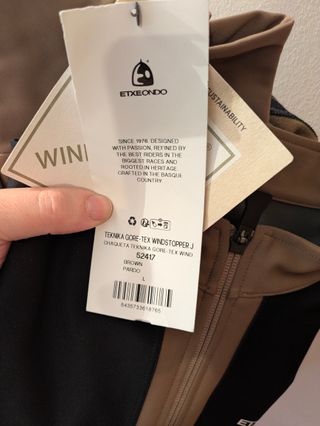 ETXEONDO
SINCE 1976. DESIGNED
WITH PASSION, REFINED BY
THE BEST RIDERS IN THE
BIGGEST RACES AND
ROOTED IN HERITAGE.
CRAFTED IN THE BASQUE
COUNTRY
TEKNIKA GORE-TEX WINDSTOPPER J
CHAQUETA TEKNIKA GORE-TEX WIND
52417
BROWN
PARDO
L
8435733618765
WIN
SUSTAINABILITY
ET